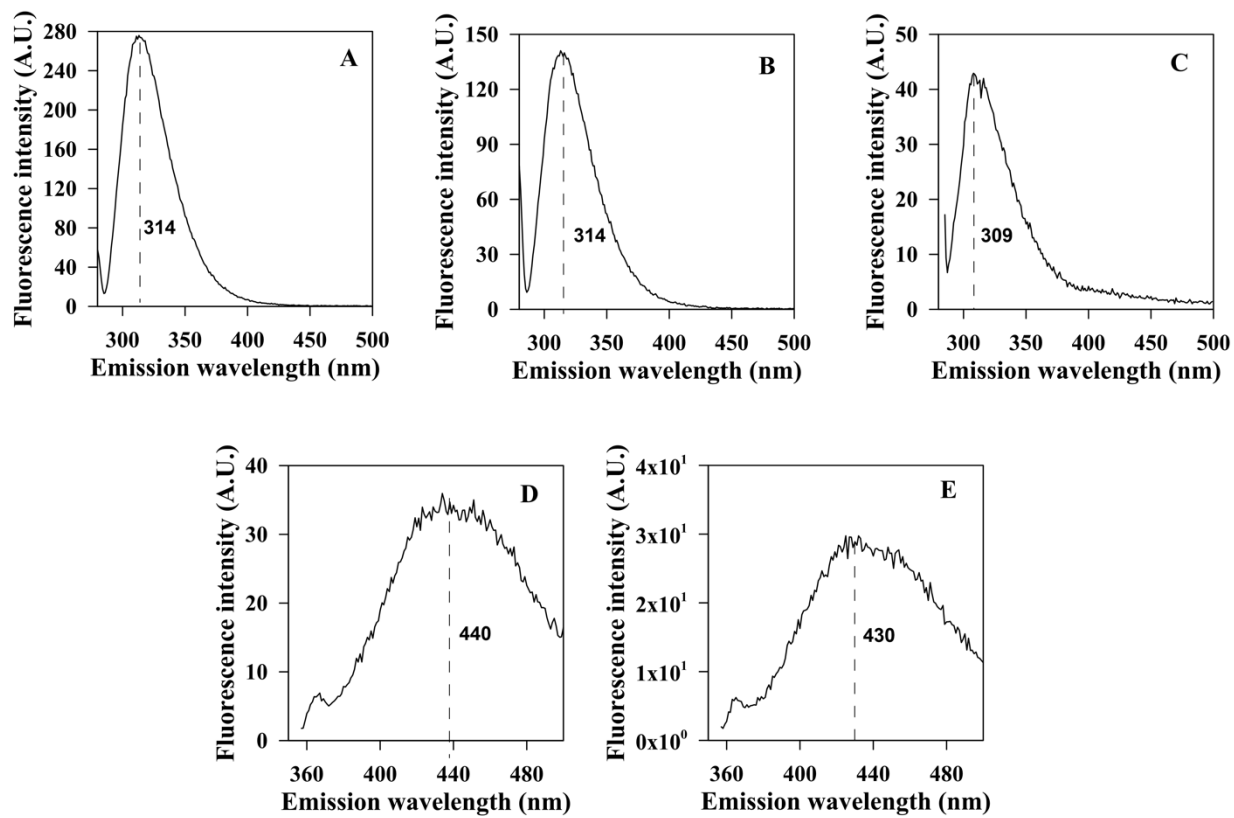 Fluorescence intensity (A.U.)
280
240
200
160
120
80
40
0
A
314
300 350 400 450 500
Emission wavelength (nm)
Fluorescence intensity (A.U.)
150
120
90
60
30
0
B
314
300 350 400 450 500
Emission wavelength (nm)
Fluorescence intensity (A.U.)
50
40
30
20
10
0
C
309
300 350 400 450 500
Emission wavelength (nm)
Fluorescence intensity (A.U.)
40
30
20
10
0
D
440
360 400 440 480
Emission wavelength (nm)
Fluorescence intensity (A.U.)
4x10¹
3x10¹
2x10¹
1x10¹
0x10⁰
E
430
360 400 440 480
Emission wavelength (nm)